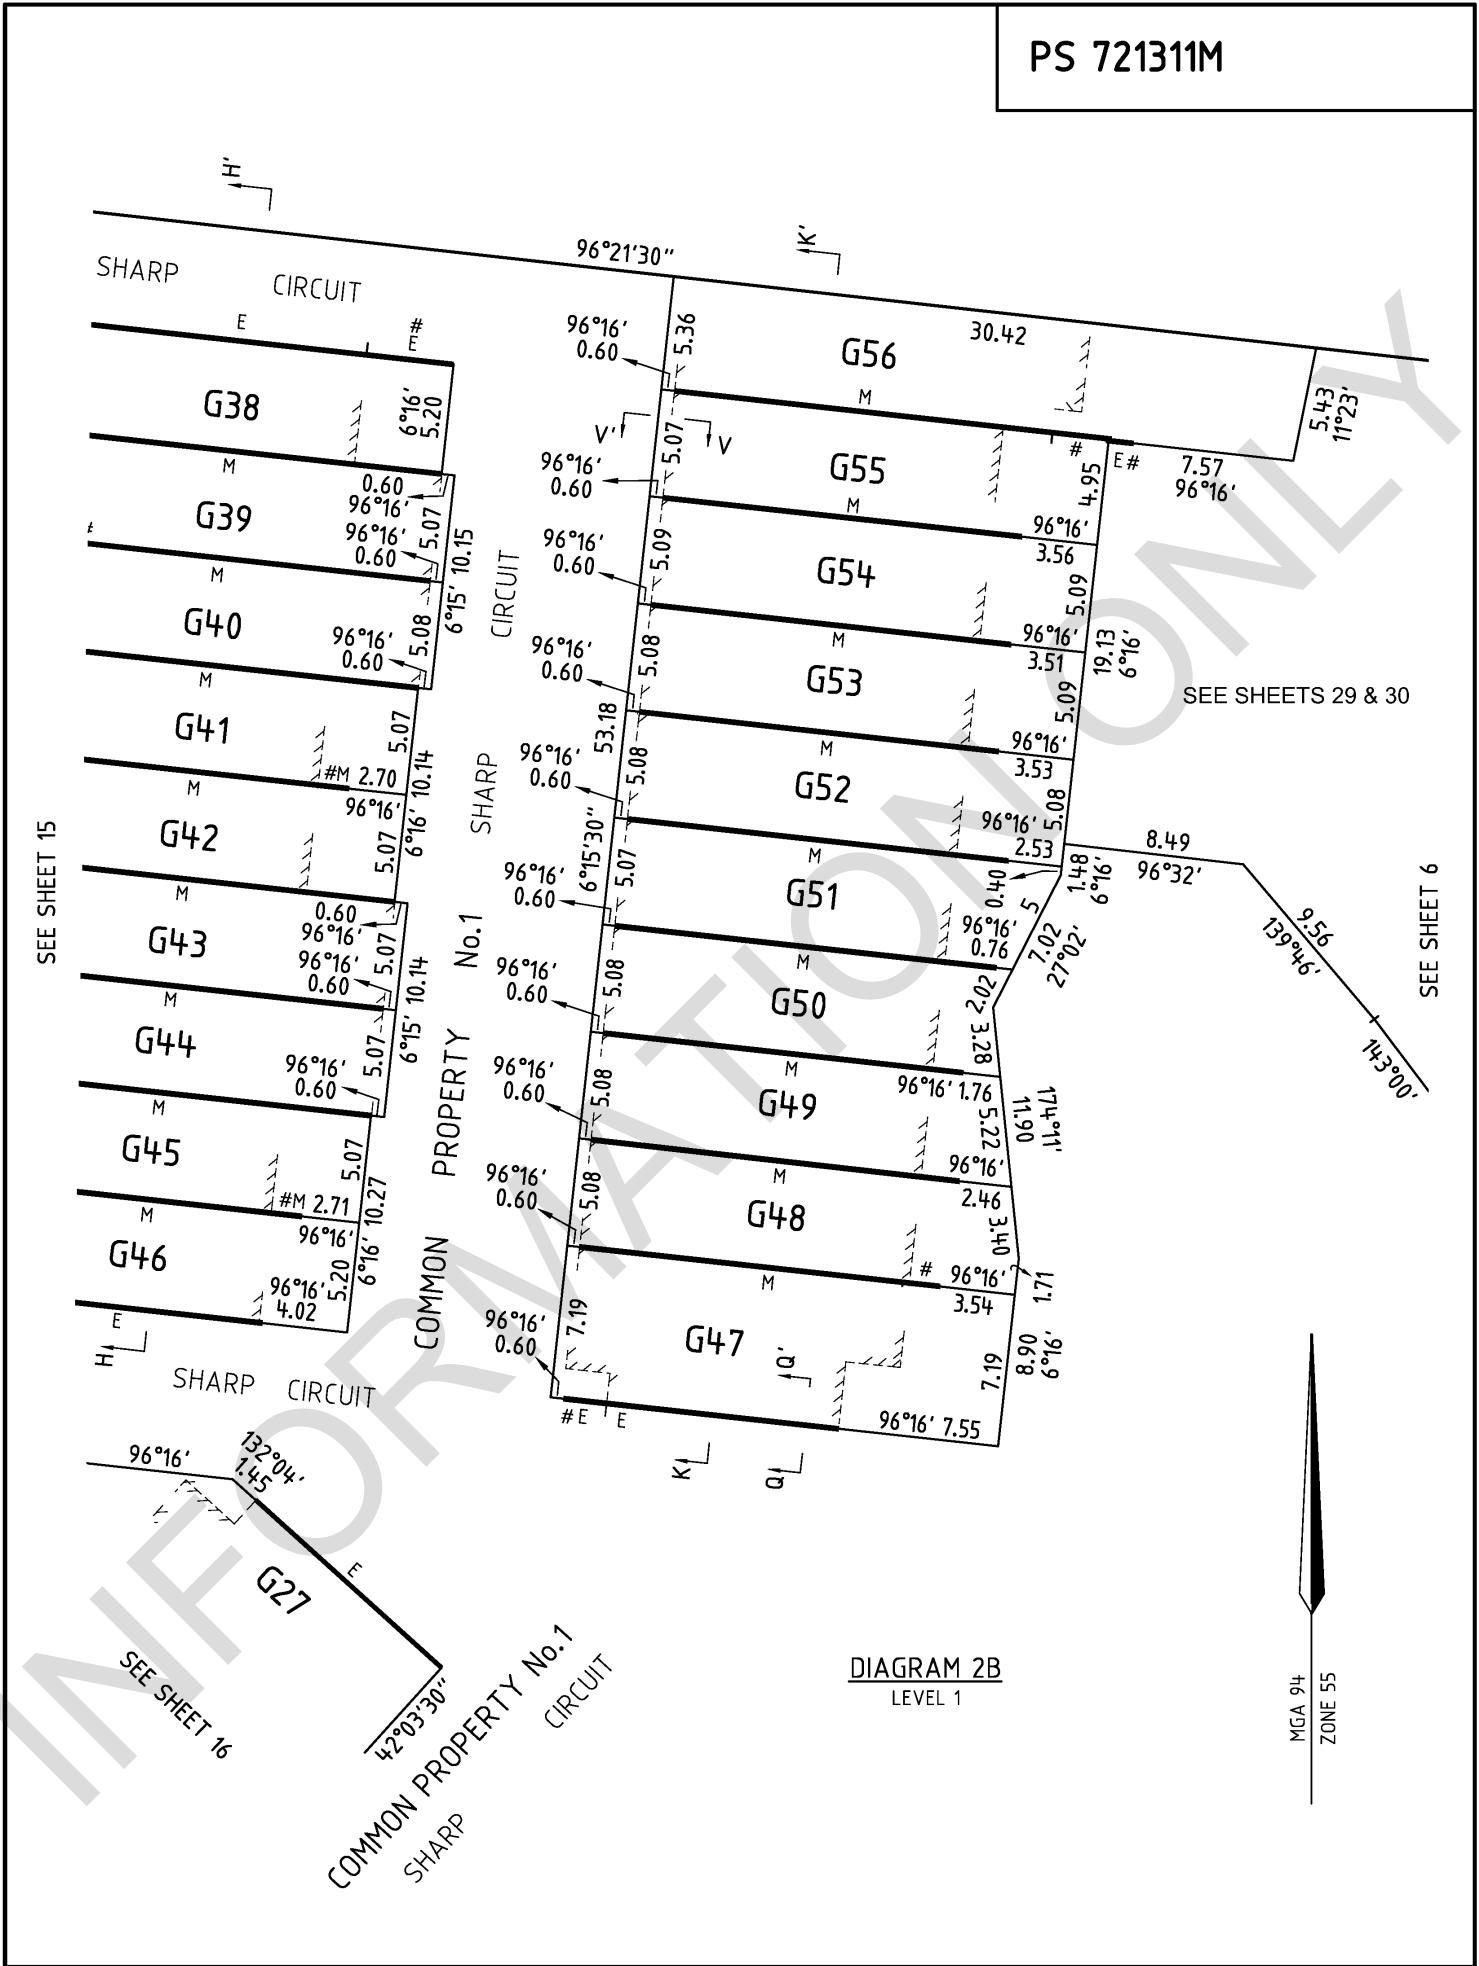 PS 721311M
H'
K'
96°21'30"
SHARP CIRCUIT
E
#
E
96°16'
0.60
5.36
30.42
G56
G38
6°16'
5.20
M
5.43
11°23'
V'
V
M
0.60
96°16'
96°16'
0.60
5.07
G55
4.95
#
E #
7.57
96°16'
G39
96°16'
0.60
5.07
6°15' 10.15
M
96°16'
3.56
#
M
CIRCUIT
96°16'
0.60
5.09
G54
5.09
G40
96°16'
0.60
5.08
M
96°16'
3.51
19.13
6°16'
M
96°16'
0.60
5.08
G53
5.09
SEE SHEETS 29 & 30
G41
5.07
53.18
M
96°16'
3.53
#M 2.70
96°16'
M
6°16' 10.14
SHARP
96°16'
0.60
5.08
G52
5.08
96°16'
2.53
SEE SHEET 15
G42
5.07
6°15'30"
M
8.49
96°32'
1.48
6°16'
SEE SHEET 6
M
0.60
96°16'
96°16'
0.60
5.07
G51
0.40
5
7.02
27°02'
9.56
139°46'
G43
96°16'
0.60
5.07
6°15' 10.14
No.1
M
96°16'
0.76
M
96°16'
0.60
5.08
G50
2.02
3.28
G44
96°16'
0.60
5.07
PROPERTY
M
96°16' 1.76
143°00'
M
96°16'
0.60
5.08
G49
5.22
174°11'
11.90
G45
5.07
M
96°16'
2.46
#M 2.71
96°16'
M
6°16' 10.27
96°16'
0.60
5.08
G48
3.40
G46
5.20
COMMON
M
#
96°16'
3.54
1.71
96°16'
4.02
E
H
96°16'
0.60
7.19
G47
Q'
7.19
8.90
6°16'
SHARP CIRCUIT
# E
E
96°16' 7.55
96°16'
132°04'
1.45
K
Q
E
G27
SEE SHEET 16
42°03'30"
COMMON PROPERTY No.1
SHARP CIRCUIT
DIAGRAM 2B
LEVEL 1
MGA 94
ZONE 55
INFORMATION ONLY